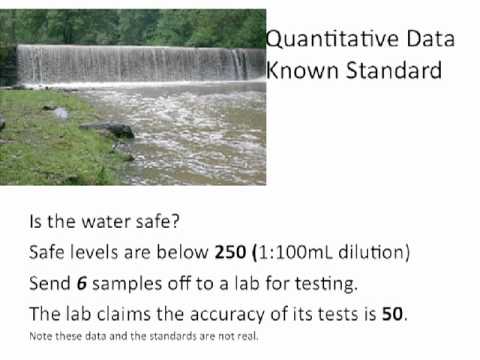 Quantitative Data
Known Standard
Is the water safe?
Safe levels are below 250 (1:100mL dilution)
Send 6 samples off to a lab for testing.
The lab claims the accuracy of its tests is 50.
Note these data and the standards are not real.